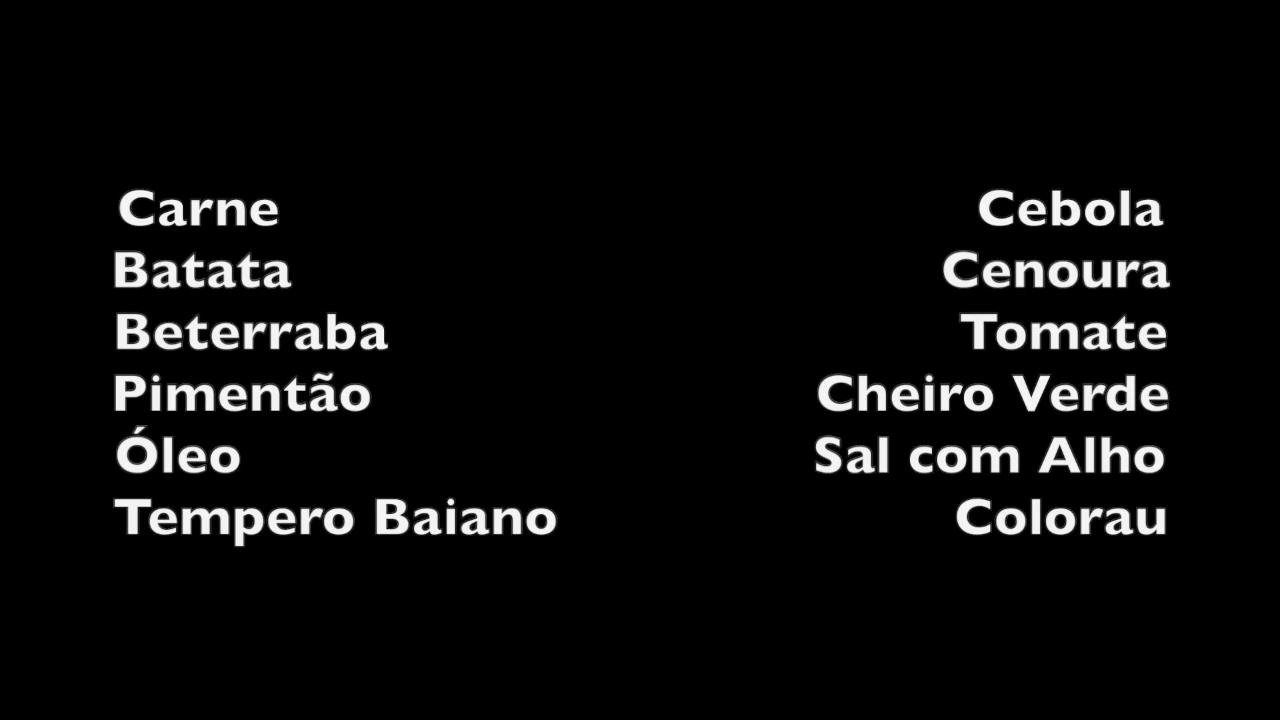 Carne
Batata
Beterraba
Pimentão
Óleo
Tempero Baiano
Cebola
Cenoura
Tomate
Cheiro Verde
Sal com Alho
Colorau